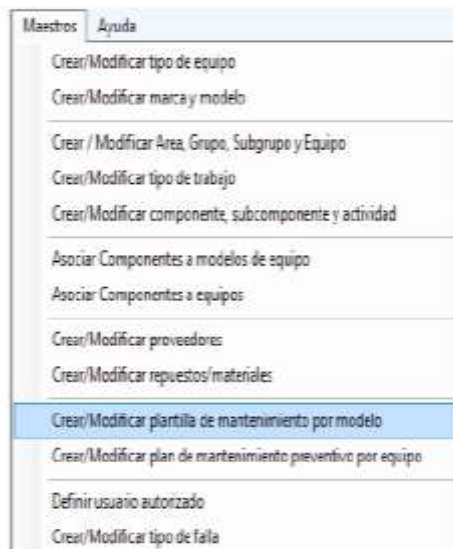 Maestros Ayuda
Crear/Modificar tipo de equipo
Crear/Modificar marca y modelo
Crear / Modificar Area, Grupo, Subgrupo y Equipo
Crear/Modificar tipo de trabajo
Crear/Modificar componente, subcomponente y actividad
Asociar Componentes a modelos de equipo
Asociar Componentes a equipos
Crear/Modificar proveedores
Crear/Modificar repuestos/materiales
Crear/Modificar plantilla de mantenimiento por modelo
Crear/Modificar plan de mantenimiento preventivo por equipo
Definir usuario autorizado
Crear/Modificar tipo de falla